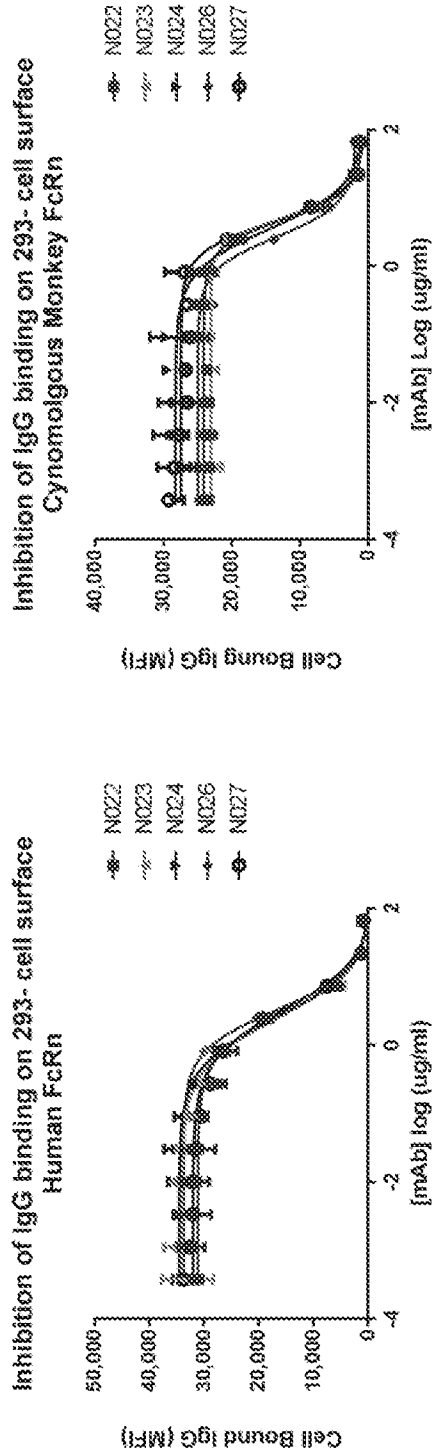 Inhibition of IgG binding on 293- cell surface
Human FcRn
Cell Bound IgG (MFI)
50,000
40,000
30,000
20,000
10,000
0
-4
-2
0
2
[mAb] log (ug/ml)
N022
N023
N024
N026
N027
Inhibition of IgG binding on 293- cell surface
Cynomolgous Monkey FcRn
Cell Boung IgG (MFI)
40,000
30,000
20,000
10,000
0
-4
-2
0
2
[mAb] Log (ug/ml)
N022
N023
N024
N026
N027